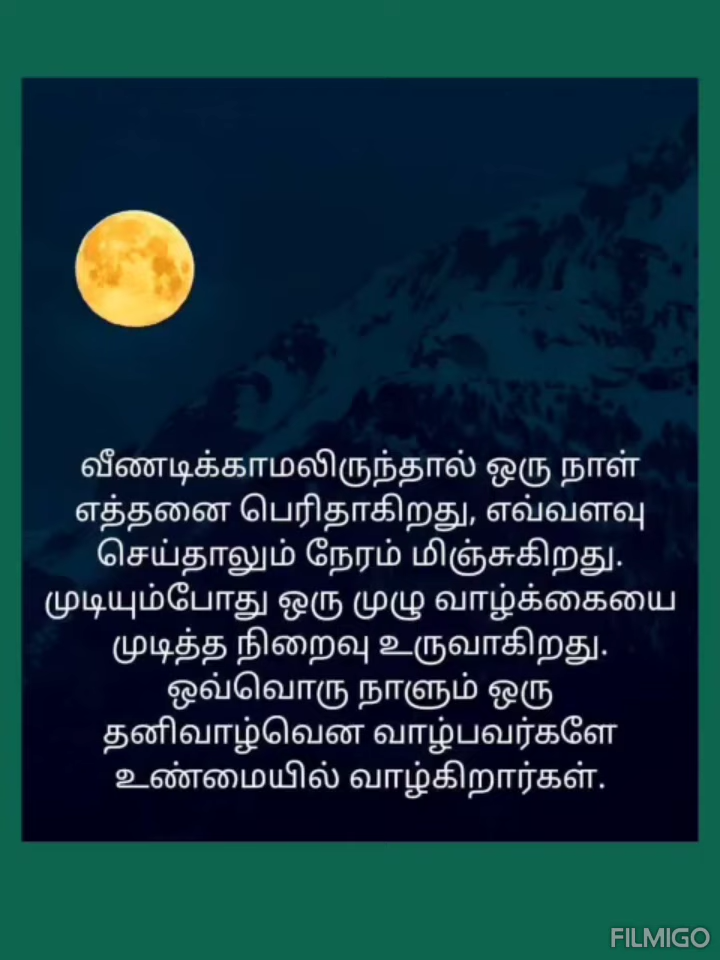 வீணடிக்காமலிருந்தால் ஒரு நாள்
எத்தனை பெரிதாகிறது, எவ்வளவு
செய்தாலும் நேரம் மிஞ்சுகிறது.
முடியும்போது ஒரு முழு வாழ்க்கையை
முடித்த நிறைவு உருவாகிறது.
ஒவ்வொரு நாளும் ஒரு
தனிவாழ்வென வாழ்பவர்களே
உண்மையில் வாழ்கிறார்கள்.
FILMIGO